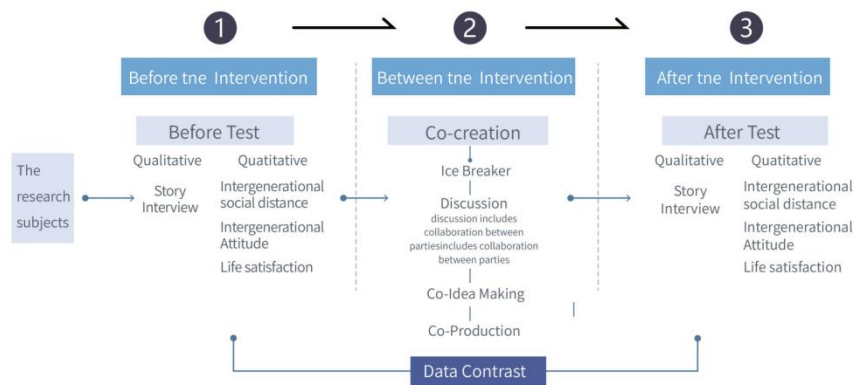 1
2
3
Before tne Intervention
Between tne Intervention
After tne Intervention
Before Test
Co-creation
After Test
The
research
subjects
Qualitative
Quatitative
Story
Interview
Intergenerational
social distance
Intergenerational
Attitude
Life satisfaction
Ice Breaker
Discussion
discussion includes
collaboration between
partiesincludes collaboration
between parties
Co-Idea Making
Co-Production
Qualitative
Quatitative
Story
Interview
Intergenerational
social distance
Intergenerational
Attitude
Life satisfaction
Data Contrast